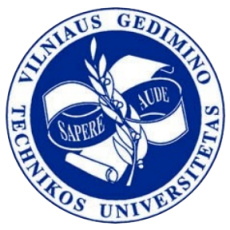 VILNIAUS GEDIMINO
TECHNIKOS UNIVERSITETAS
SAPERE
AUDE